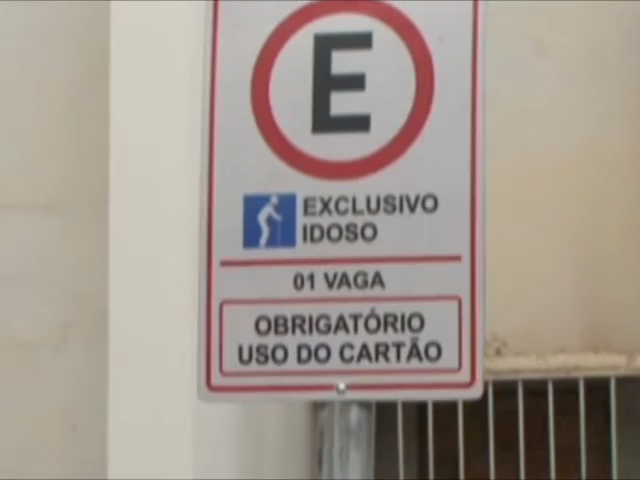 E
EXCLUSIVO
IDOSO
01 VAGA
OBRIGATÓRIO
USO DO CARTÃO